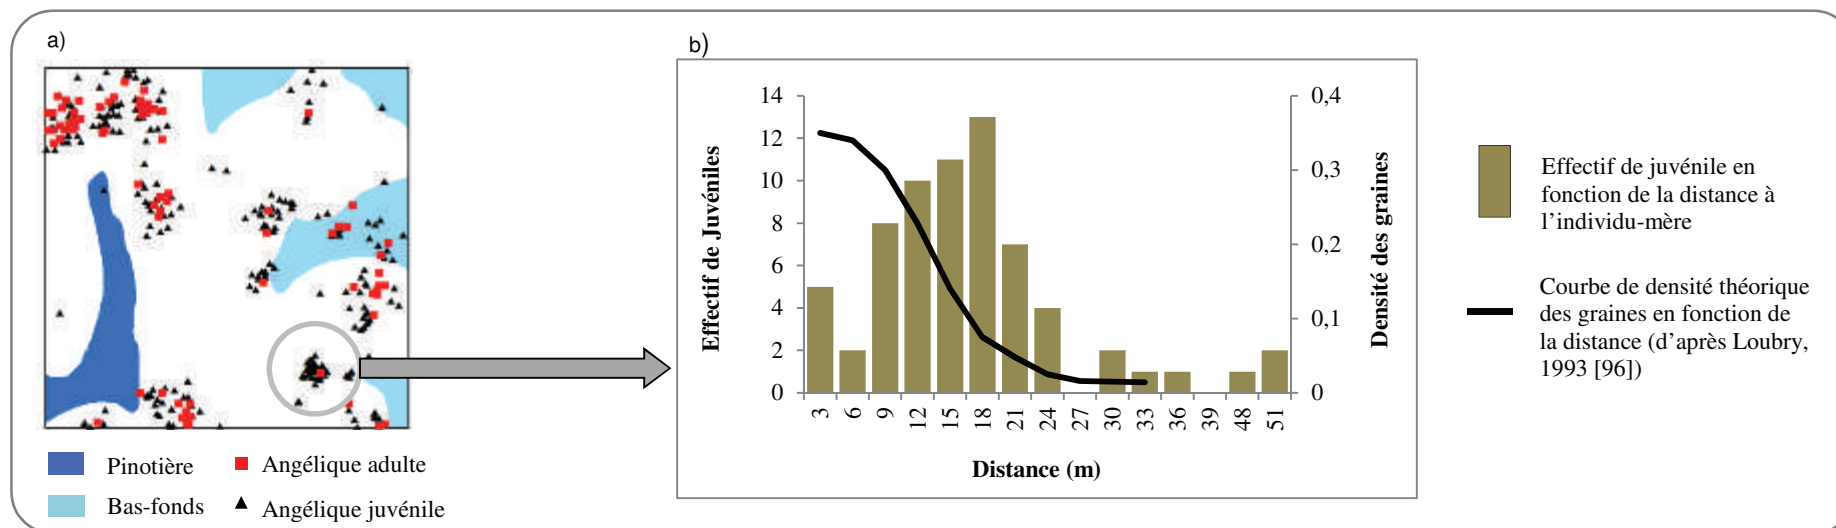 a)
Pinotière
Bas-fonds
Angélique adulte
Angélique juvénile
b)
Effectif de Juvéniles
14
12
10
8
6
4
2
0
0,4
0,3
0,2
0,1
0
Densité des graines
3 6 9 12 15 18 21 24 27 30 33 36 39 48 51
Distance (m)
Effectif de juvénile en
fonction de la distance à
l’individu-mère
Courbe de densité théorique
des graines en fonction de
la distance (d’après Loubry,
1993 [96])